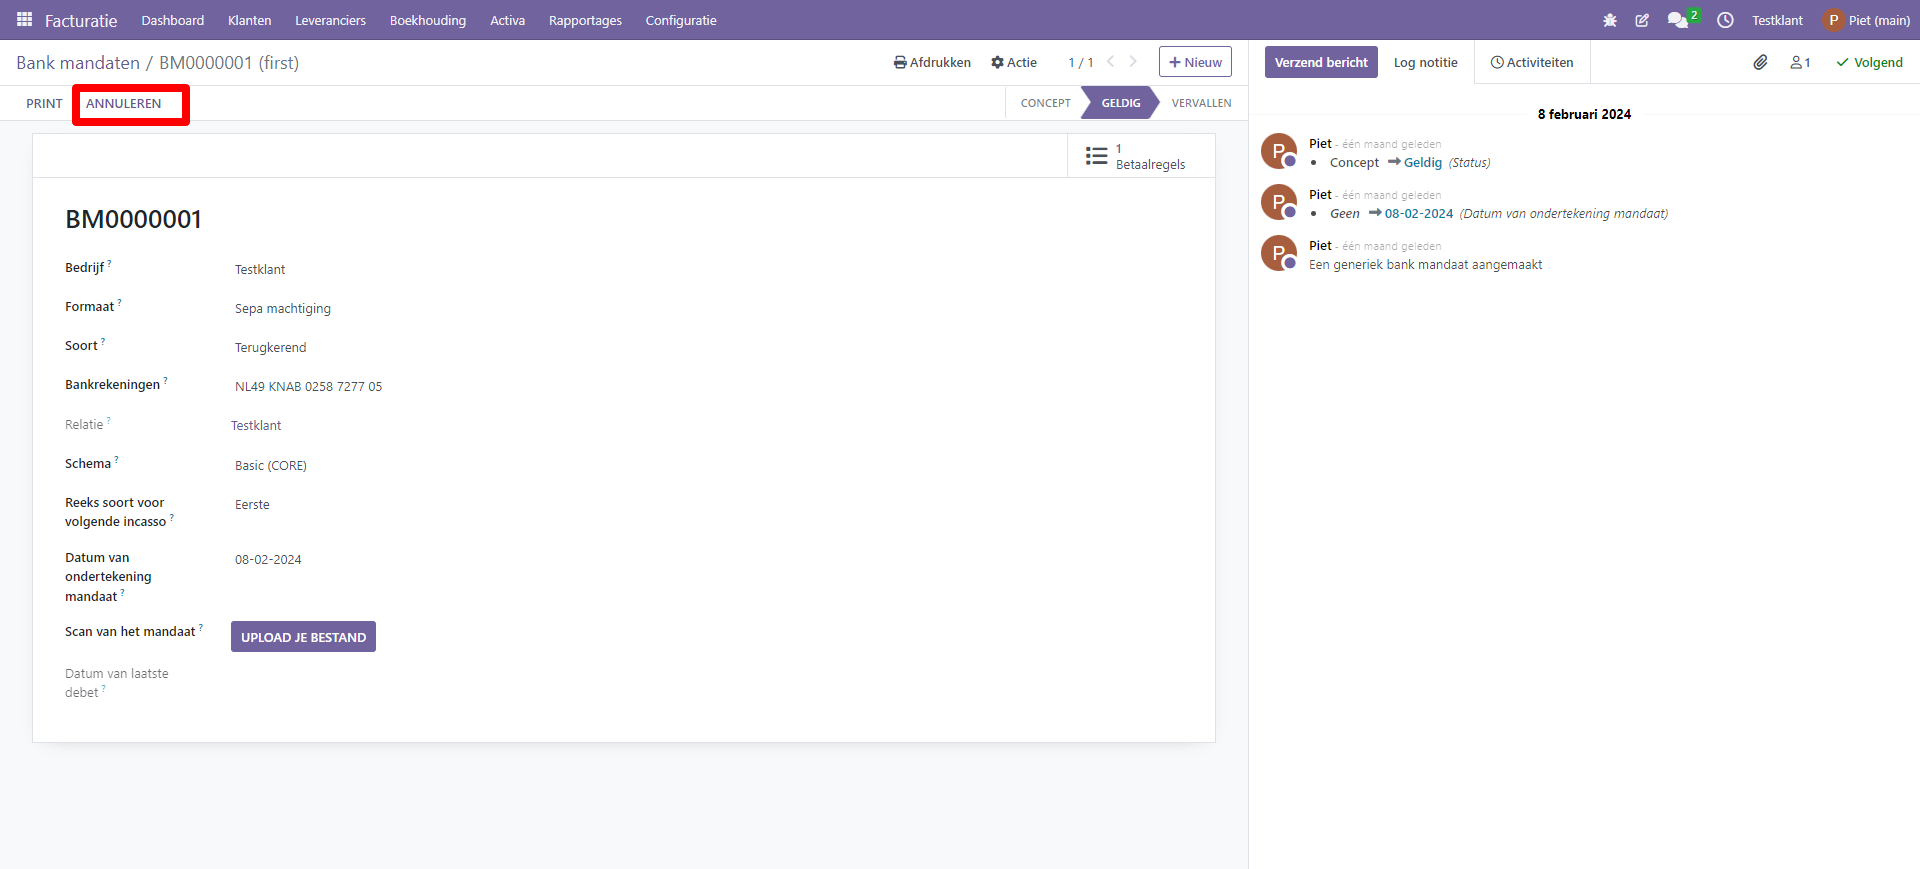 Facturatie Dashboard Klanten Leveranciers Boekhouding Activa Rapportages Configuratie 2 Testklant P Piet (main)
Bank mandaten / BM0000001 (first) Afdrukken Actie 1 / 1 + Nieuw Verzend bericht Log notitie Activiteiten 1 Volgend
PRINT ANNULEREN CONCEPT GELDIG VERVALLEN
1
Betaalregels
BM0000001
Bedrijf ? Testklant
Formaat ? Sepa machtiging
Soort ? Terugkerend
Bankrekeningen ? NL49 KNAB 0258 7277 05
Relatie ? Testklant
Schema ? Basic (CORE)
Reeks soort voor
volgende incasso ? Eerste
Datum van
ondertekening
mandaat ? 08-02-2024
Scan van het mandaat ? UPLOAD JE BESTAND
Datum van laatste
debet ?
8 februari 2024
P Piet - één maand geleden
• Concept → Geldig (Status)
P Piet - één maand geleden
• Geen → 08-02-2024 (Datum van ondertekening mandaat)
P Piet - één maand geleden
Een generiek bank mandaat aangemaakt